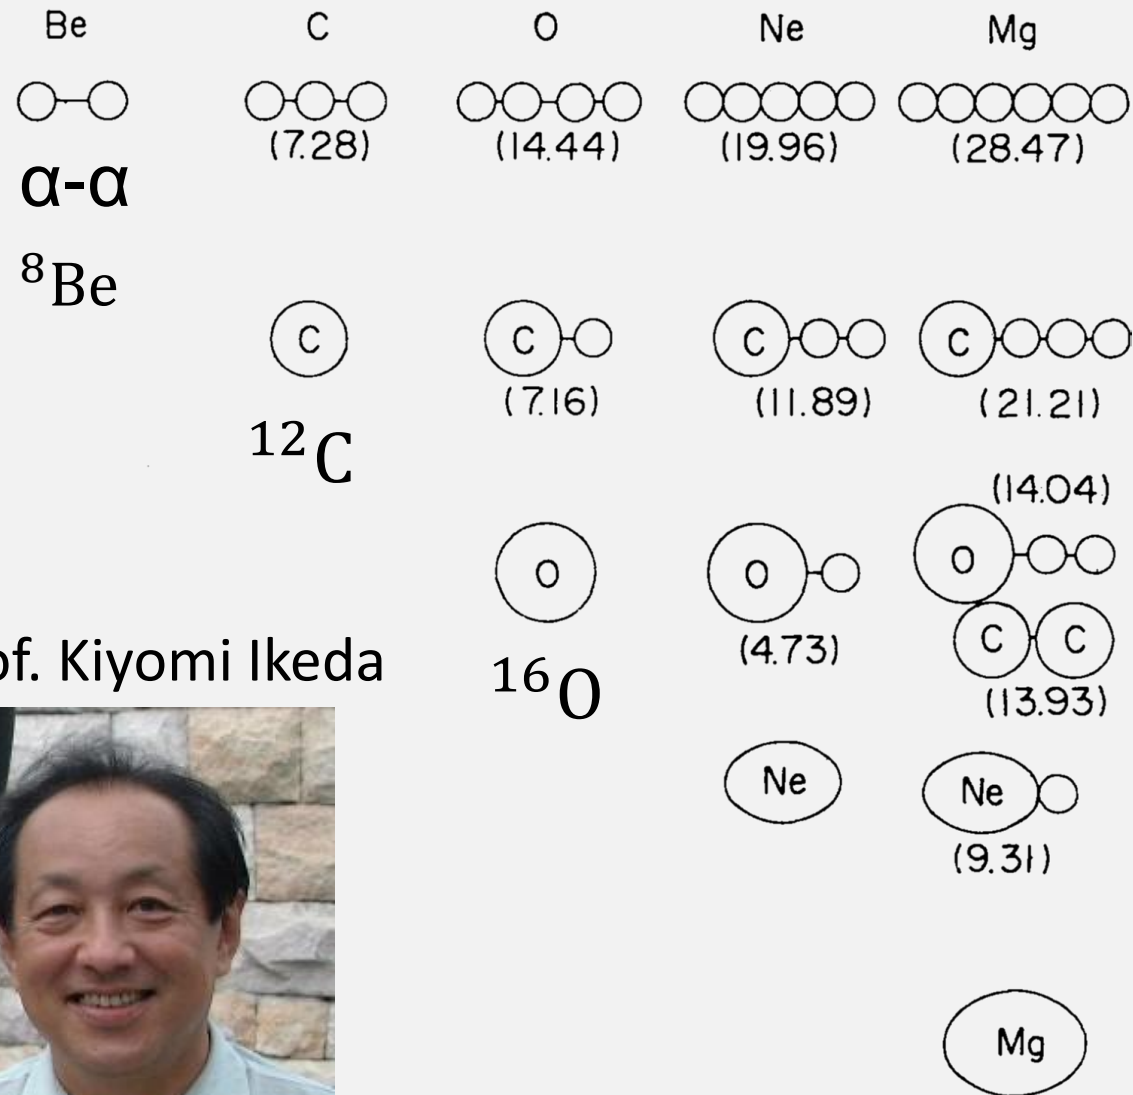 Be C O Ne Mg
(7.28) (14.44) (19.96) (28.47)
α-α
⁸Be
C C C C
(7.16) (11.89) (21.21)
¹²C
(14.04)
O O O
C C
(4.73)
(13.93)
of. Kiyomi Ikeda
¹⁶O
Ne Ne
(9.31)
Mg